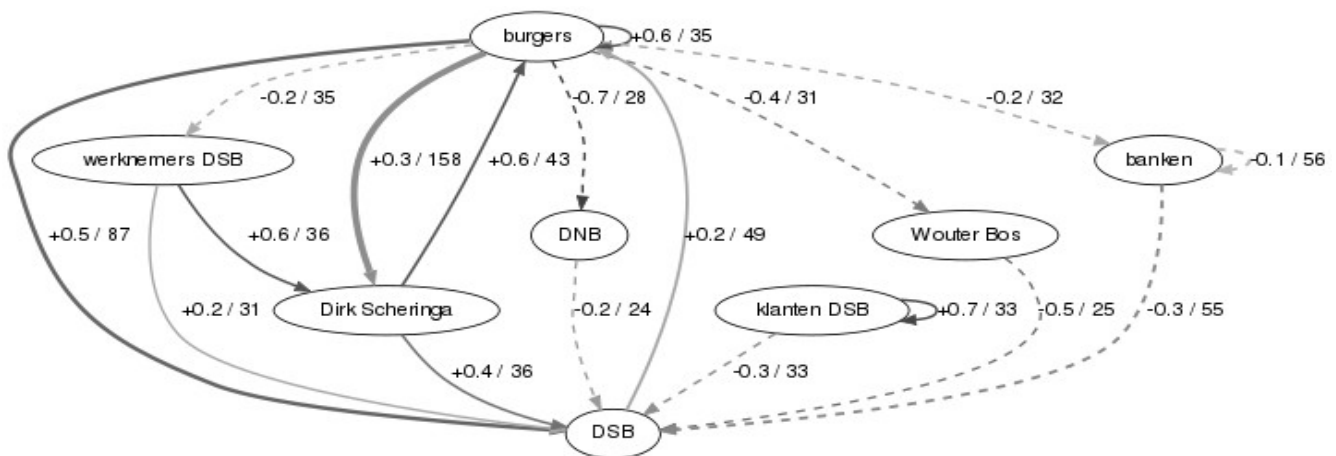 burgers
+0.6 / 35
-0.2 / 35
-0.7 / 28
-0.4 / 31
-0.2 / 32
werknemers DSB
+0.3 / 158
+0.6 / 43
banken
-0.1 / 56
+0.5 / 87
+0.6 / 36
DNB
+0.2 / 49
Wouter Bos
+0.2 / 31
Dirk Scheringa
-0.2 / 24
klanten DSB
+0.7 / 33
-0.5 / 25
-0.3 / 55
+0.4 / 36
-0.3 / 33
DSB